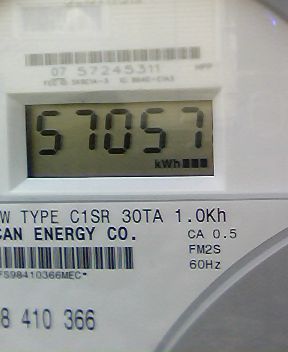 07 57245311
57057
kWh
W TYPE C1SR 30TA 1.0Kh
CAN ENERGY CO.
CA 0.5
FM2S
60Hz
FS98410366MEC*
8 410 366